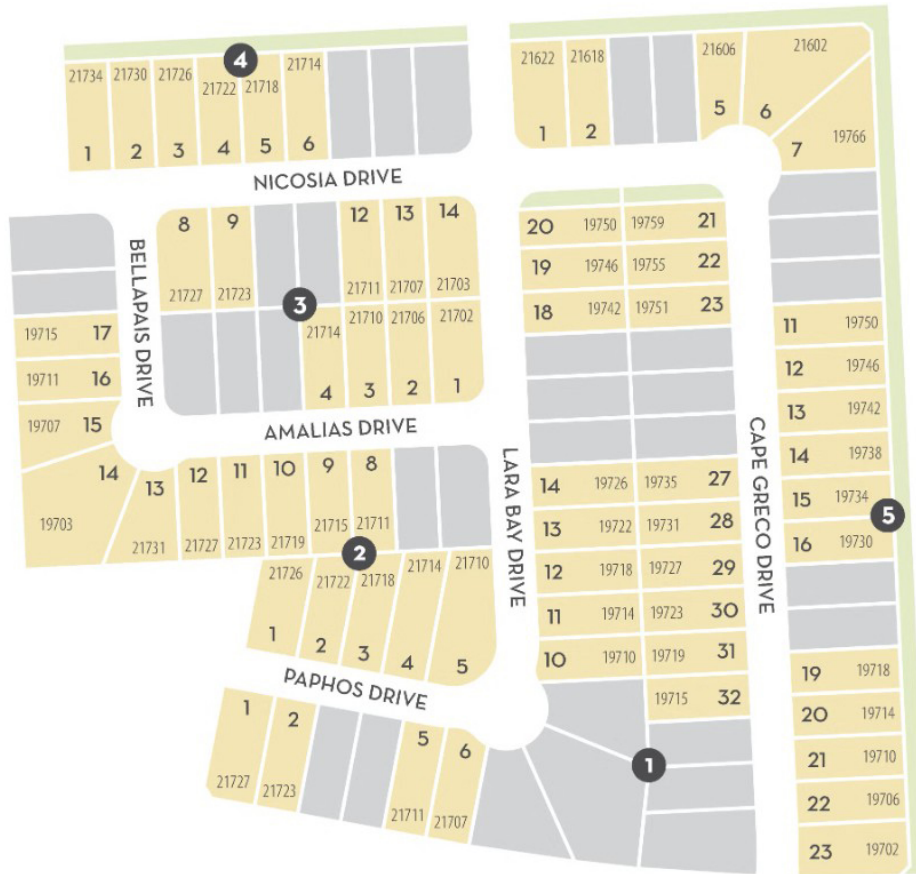 4
21734 21730 21726 21722 21718 21714
1 2 3 4 5 6
21622 21618 21606 21602
1 2 5 6
7 19766
NICOSIA DRIVE
8 9 12 13 14
21727 21723 21711 21707 21703
3
21714 21710 21706 21702
4 3 2 1
BELLAPAIS DRIVE
19715 17
19711 16
19707 15
14
19703
AMALIAS DRIVE
13 12 11 10 9 8
21731 21727 21723 21719 21715 21711
2
21726 21722 21718 21714 21710
1 2 3 4 5
PAPHOS DRIVE
1 2 5 6
21727 21723 21711 21707
LARA BAY DRIVE
20 19750 19759 21
19 19746 19755 22
18 19742 19751 23
14 19726 19735 27
13 19722 19731 28
12 19718 19727 29
11 19714 19723 30
10 19710 19719 31
19715 32
1
CAPE GRECO DRIVE
11 19750
12 19746
13 19742
14 19738
15 19734
5
16 19730
19 19718
20 19714
21 19710
22 19706
23 19702